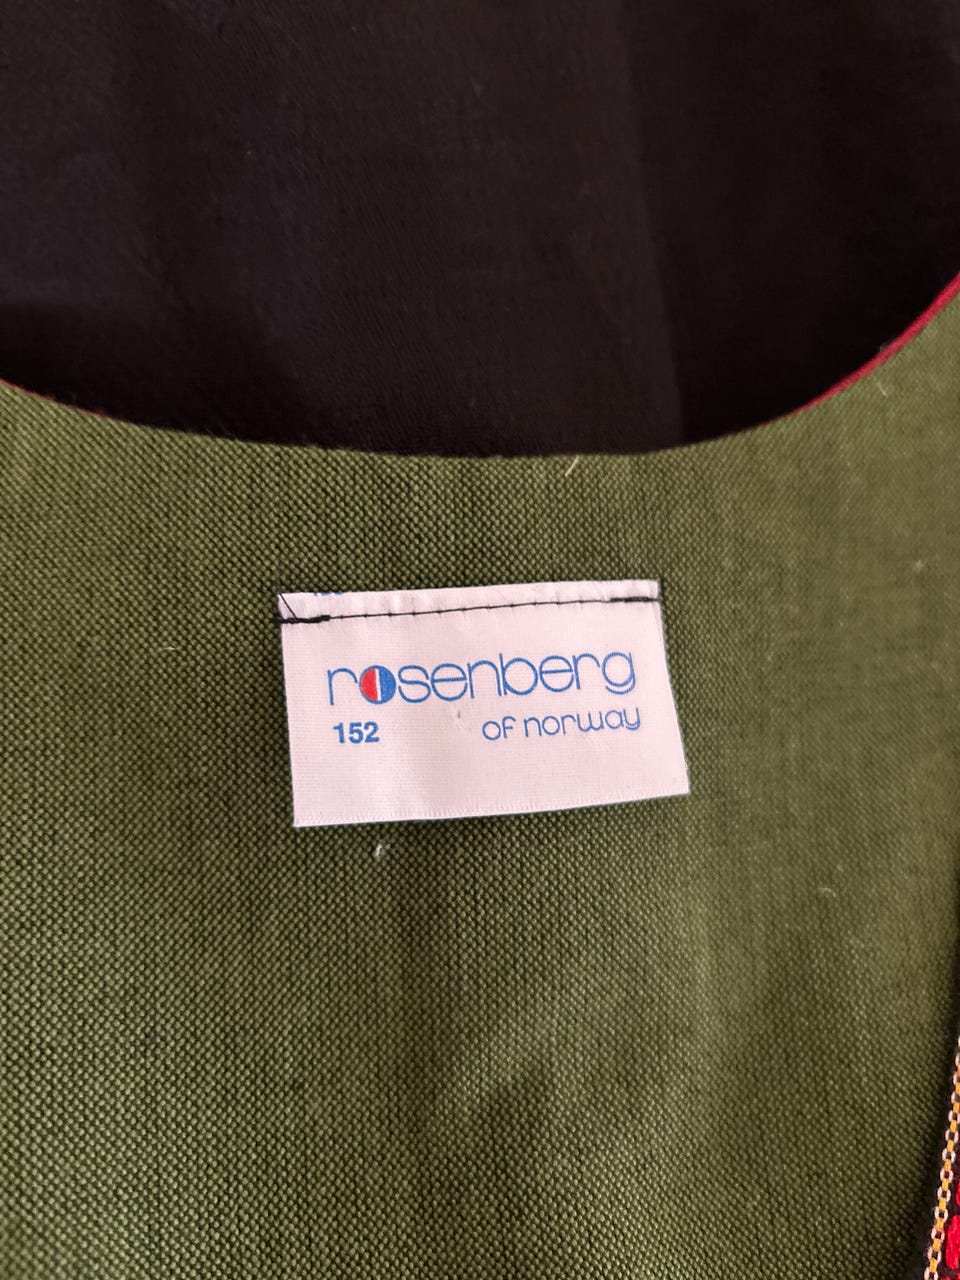 rosenberg
152 of norway